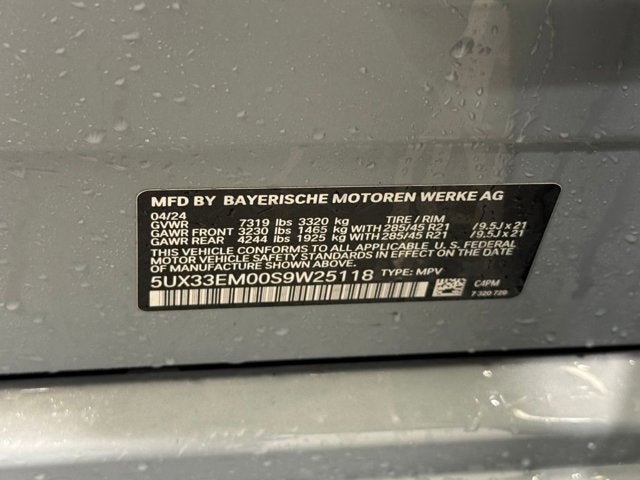 MFD BY BAYERISCHE MOTOREN WERKE AG
04/24
GVWR 7319 lbs 3320 kg TIRE / RIM
GAWR FRONT 3230 lbs 1465 kg WITH 285/45 R21 /9.5J x 21
GAWR REAR 4244 lbs 1925 kg WITH 285/45 R21 /9.5J x 21
THIS VEHICLE CONFORMS TO ALL APPLICABLE U. S. FEDERAL
MOTOR VEHICLE SAFETY STANDARDS IN EFFECT ON THE
DATE OF MANUFACTURE SHOWN ABOVE.
5UX33EM00S9W25118 TYPE: MPV
C4PM
7 320 720